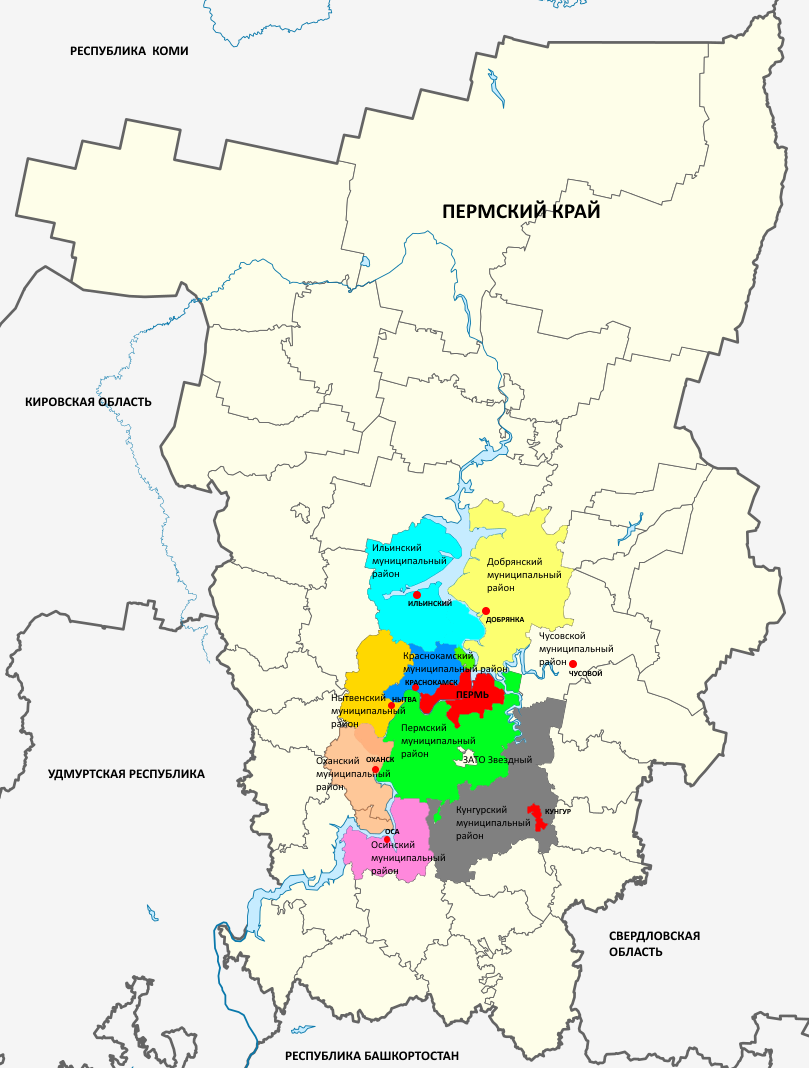 РЕСПУБЛИКА КОМИ
ПЕРМСКИЙ КРАЙ
КИРОВСКАЯ ОБЛАСТЬ
Ильинский
муниципальный
район
Добрянский
муниципальный
район
ИЛЬИНСКИЙ
ДОБРЯНКА
Чусовской
муниципальный
район
ЧУСОВОЙ
Краснокамский
муниципальный район
КРАСНОКАМСК
ПЕРМЬ
Нытвенский
муниципальный
район
НЫТВА
Пермский
муниципальный
район
ЗАТО Звездный
Оханский
муниципальный
район
ОХАНСК
УДМУРТСКАЯ РЕСПУБЛИКА
Кунгурский
муниципальный
район
КУНГУР
ОСА
Осинский
муниципальный
район
СВЕРДЛОВСКАЯ
ОБЛАСТЬ
РЕСПУБЛИКА БАШКОРТОСТАН